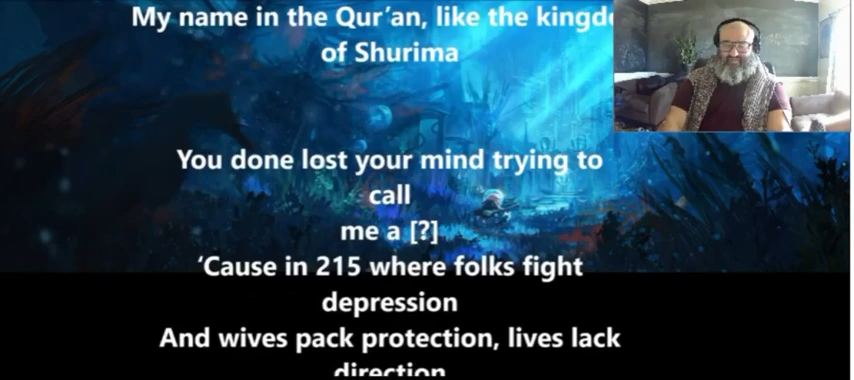 My name in the Qur’an, like the
of Shurima
You done lost your mind trying to
call
me a [?]
‘Cause in 215 where folks fight
depression
And wives pack protection, lives lack
direction